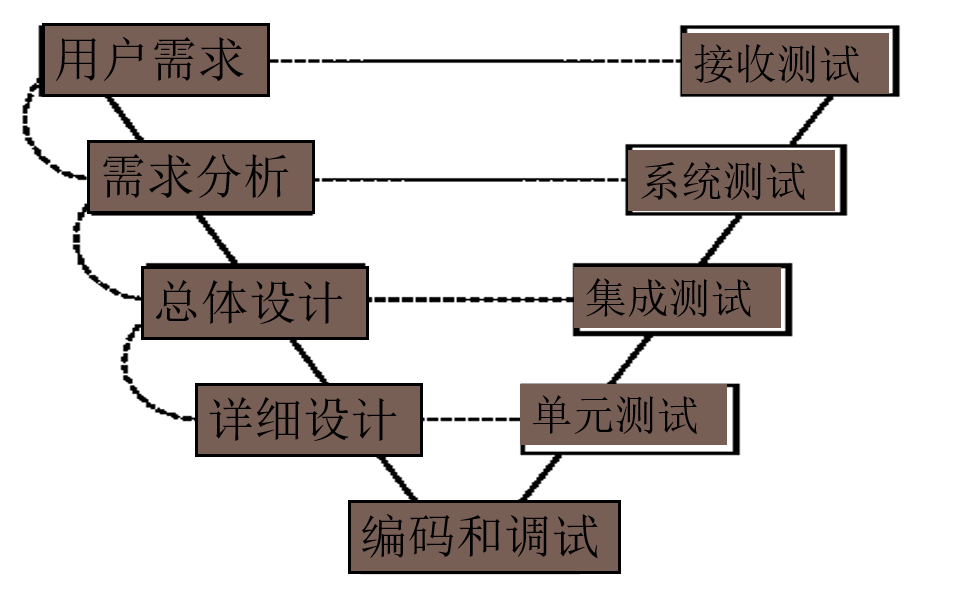 用户需求
接收测试
需求分析
系统测试
总体设计
集成测试
详细设计
单元测试
编码和调试